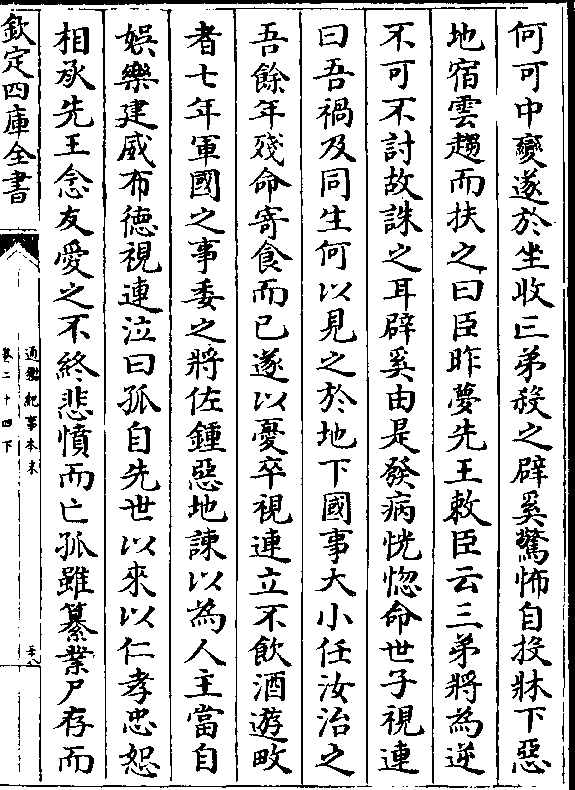 何可中變遂於坐收三弟殺之辟奚驚怖自投牀下惡
地宿雲趨而扶之曰臣昨夢先王敕臣云三弟將為逆
不可不討故誅之耳辟奚由是發病恍惚命世子視連
曰吾禍及同生何以見之於地下國事大小任汝治之
吾餘年殘命寄食而已遂以憂卒視連立不飲酒遊畋
者七年軍國之事委之將佐鍾惡地諫以為人主當自
娯樂建威布徳視連泣曰孤自先世以來以仁孝忠恕
相承先王念友愛之不終悲憤而亡孤雖纂業尸存而
欽定四庫全書
通鑑紀事本末
卷二十四下